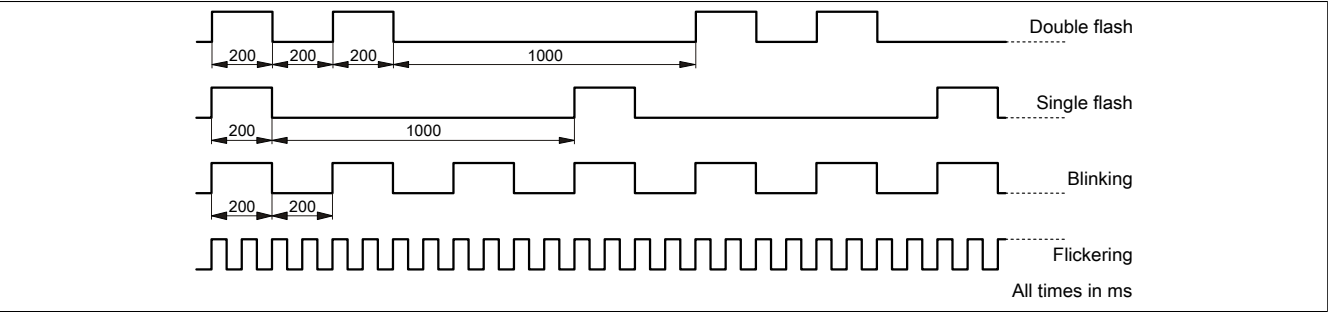 Double flash
200 200 200 1000
Single flash
200 1000
Blinking
200 200
Flickering
All times in ms